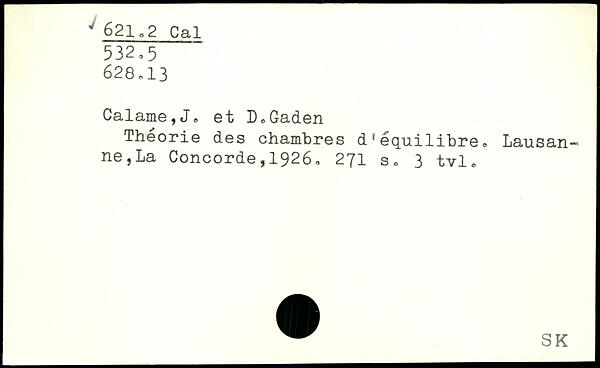 621.2 Cal
532.5
628.13
Calame,J. et D.Gaden
Théorie des chambres d'équilibre. Lausan-
ne,La Concorde,1926. 271 s. 3 tvl.
SK